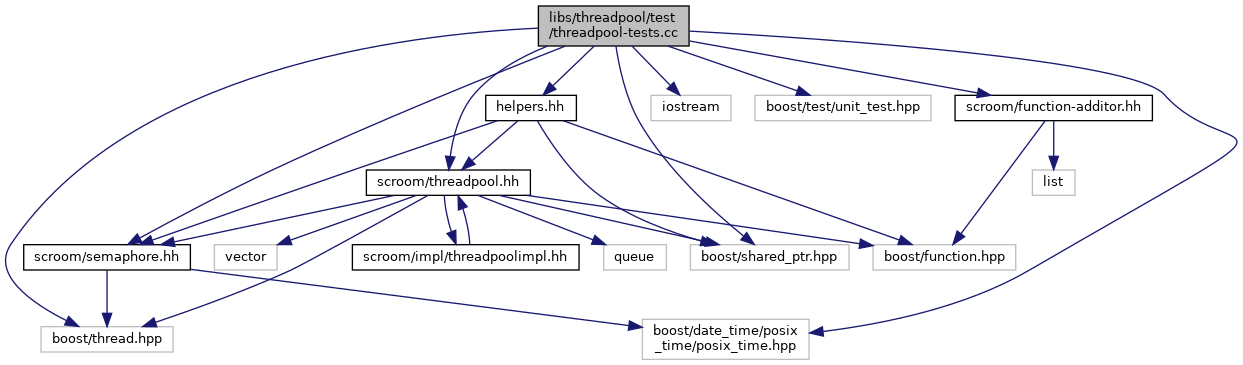 libs/threadpool/test
/threadpool-tests.cc
helpers.hh
iostream
boost/test/unit_test.hpp
scroom/function-additor.hh
scroom/threadpool.hh
list
scroom/semaphore.hh
vector
scroom/impl/threadpoolimpl.hh
queue
boost/shared_ptr.hpp
boost/function.hpp
boost/thread.hpp
boost/date_time/posix
_time/posix_time.hpp